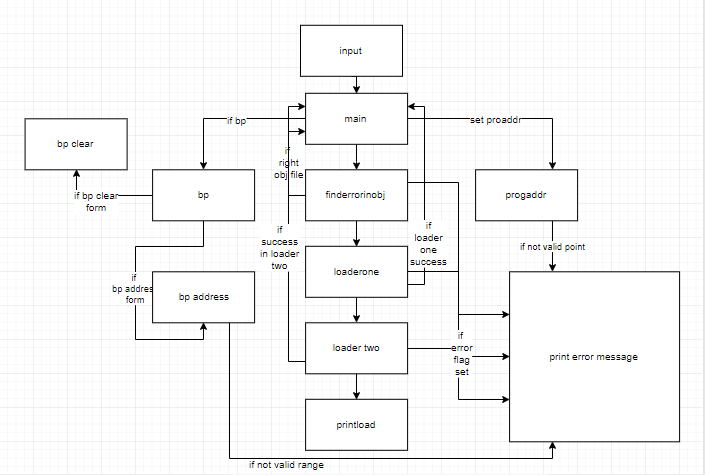 input
main
if bp
set proaddr
bp clear
if
right
obj file
bp
finderrorinobj
progaddr
if bp clear
form
if
success
in loader
two
if
loader
one
success
if not valid point
loaderone
if
bp addres
form
bp address
print error message
loader two
if
error
flag
set
printload
if not valid range